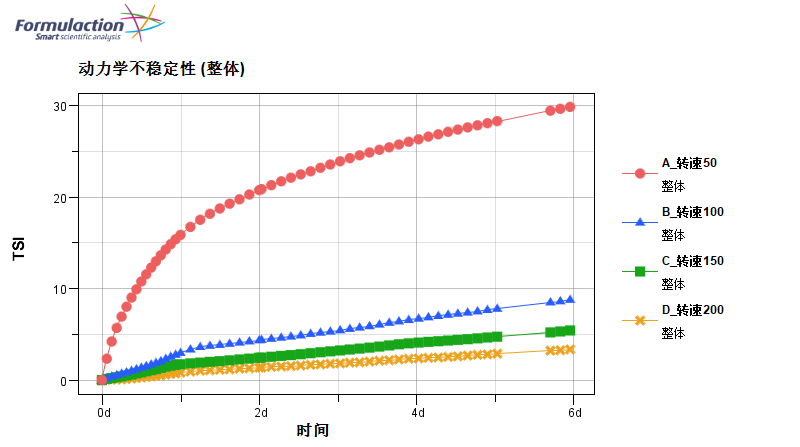 Formulaction
Smart scientific analysis
动力学不稳定性 (整体)
30
20
10
0
TSI
0d
2d
4d
6d
时间
A_转速50
整体
B_转速100
整体
C_转速150
整体
D_转速200
整体